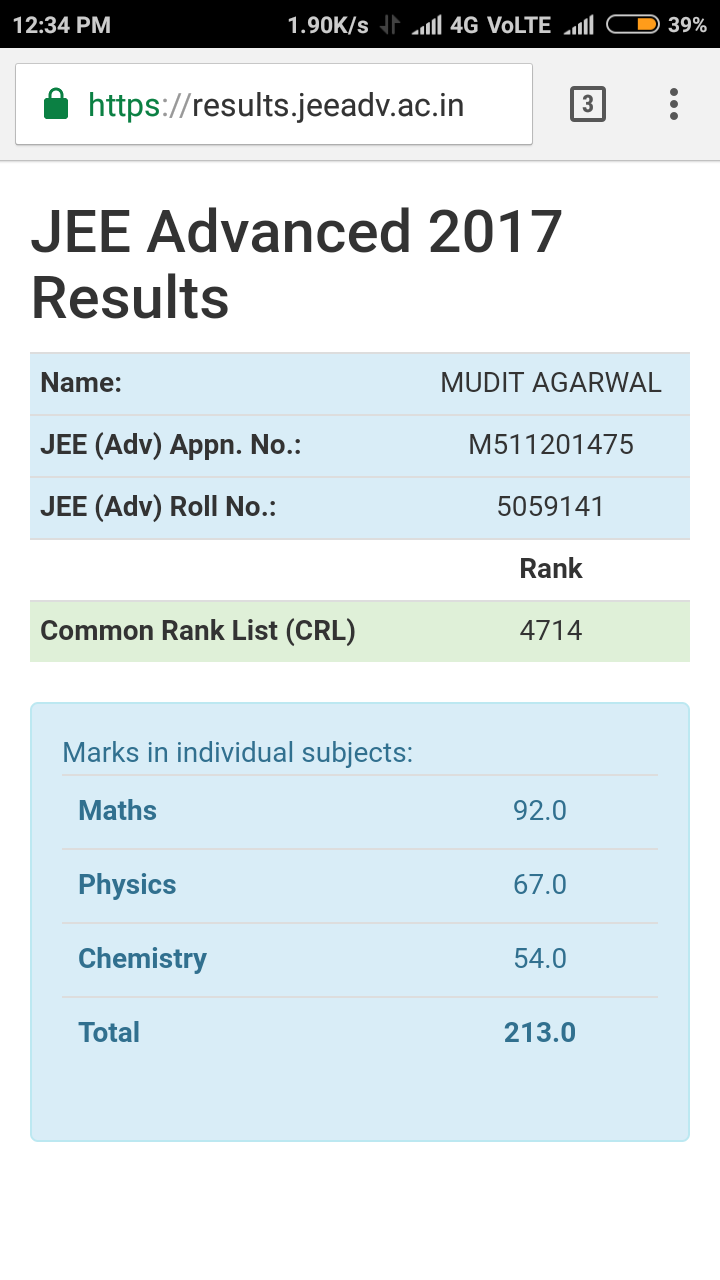 12:34 PM 1.90K/s 4G VoLTE 39%
https://results.jeeadv.ac.in 3
JEE Advanced 2017
Results
Name: MUDIT AGARWAL
JEE (Adv) Appn. No.: M511201475
JEE (Adv) Roll No.: 5059141
Rank
Common Rank List (CRL) 4714
Marks in individual subjects:
Maths 92.0
Physics 67.0
Chemistry 54.0
Total 213.0